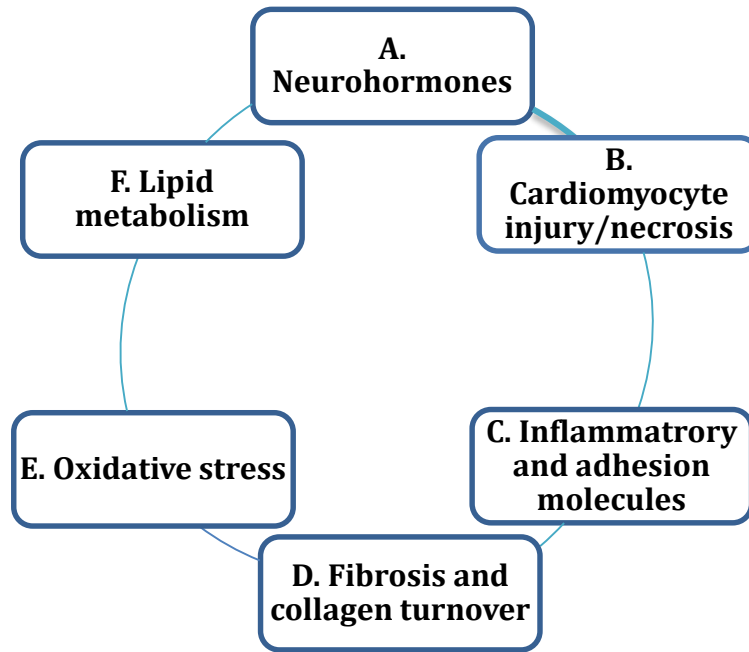 A.
Neurohormones
B.
Cardiomyocyte
injury/necrosis
C. Inflammatrory
and adhesion
molecules
D. Fibrosis and
collagen turnover
E. Oxidative stress
F. Lipid
metabolism